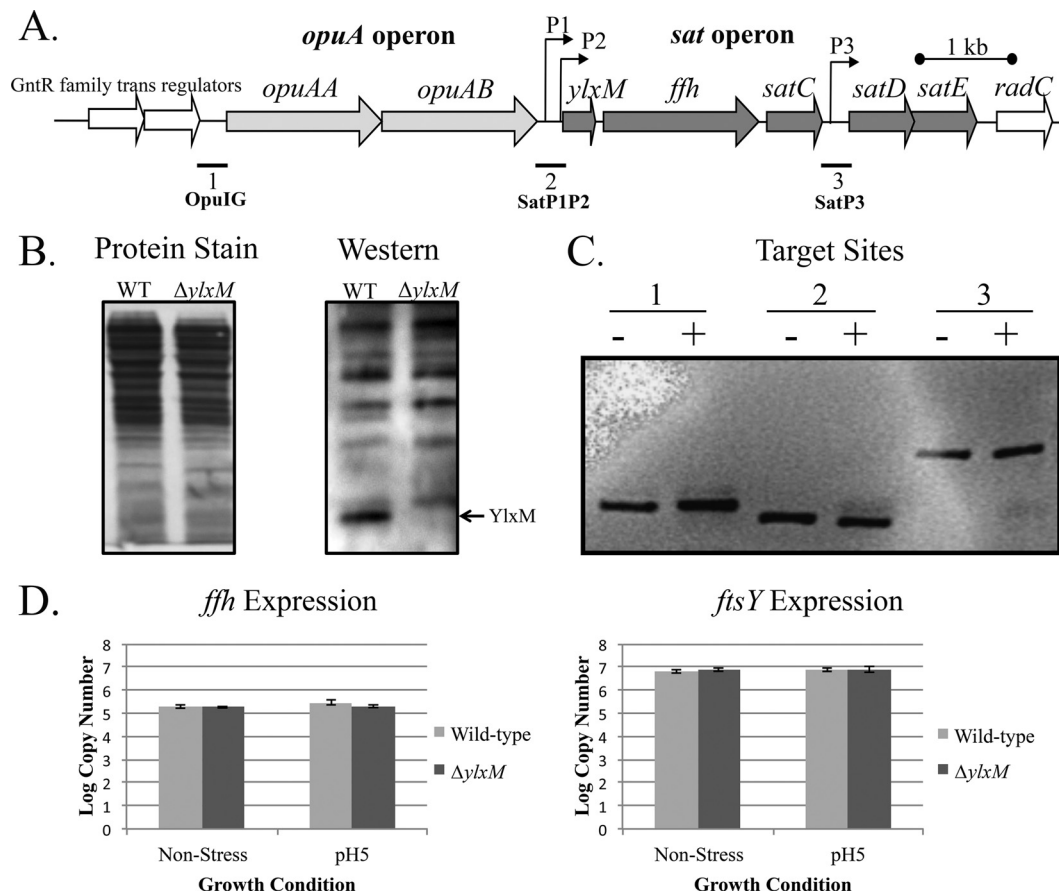 A.
opuA operon
P1
P2
sat operon
P3
1 kb
GntR family trans regulators
opuAA
opuAB
ylxM
ffh
satC
satD
satE
radC
1
OpuIG
2
SatP1P2
3
SatP3
B.
Protein Stain
WT
ΔylxM
Western
WT
ΔylxM
YlxM
C.
Target Sites
1
2
3
- + - + - +
D.
ffh Expression
Log Copy Number
8
7
6
5
4
3
2
1
0
Non-Stress
pH5
Growth Condition
Wild-type
ΔylxM
ftsY Expression
Log Copy Number
8
7
6
5
4
3
2
1
0
Non-Stress
pH5
Growth Condition
Wild-type
ΔylxM